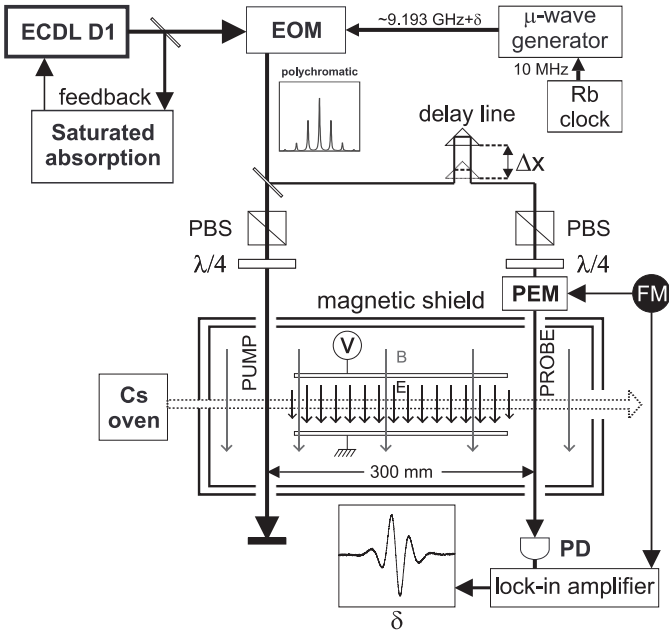 ECDL D1
EOM
~9.193 GHz+δ
μ-wave
generator
10 MHz
Rb
clock
feedback
Saturated
absorption
polychromatic
delay line
Δx
PBS
PBS
λ/4
λ/4
PEM
FM
magnetic shield
PUMP
V
B
E
PROBE
Cs
oven
300 mm
PD
lock-in amplifier
δ